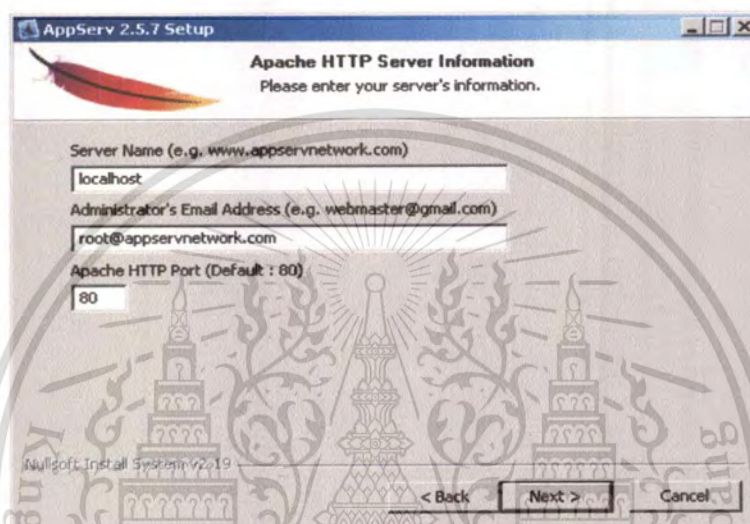 AppServ 2.5.7 Setup
Apache HTTP Server Information
Please enter your server's information.
Server Name (e.g. www.appservnetwork.com)
localhost
Administrator's Email Address (e.g. webmaster@gmail.com)
root@appservnetwork.com
Apache HTTP Port (Default : 80)
80
Nullsoft Install System v2.19
< Back Next > Cancel